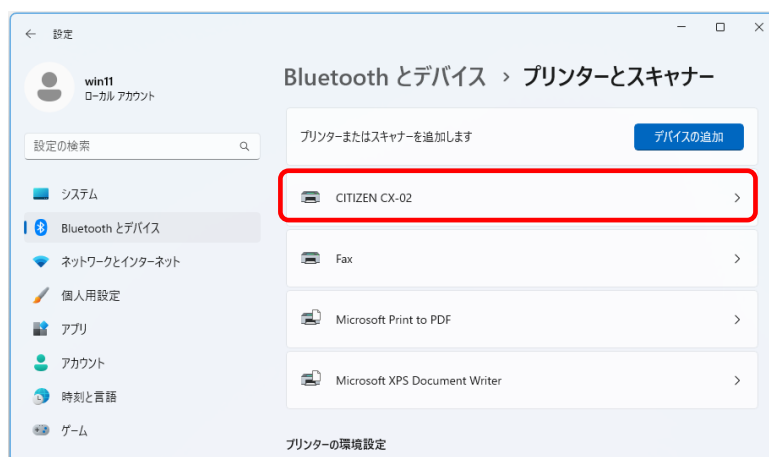 設定
win11
ローカル アカウント
設定の検索
システム
Bluetooth とデバイス
ネットワークとインターネット
個人用設定
アプリ
アカウント
時刻と言語
ゲーム
Bluetooth とデバイス › プリンターとスキャナー
プリンターまたはスキャナーを追加します
デバイスの追加
CITIZEN CX-02
Fax
Microsoft Print to PDF
Microsoft XPS Document Writer
プリンターの環境設定